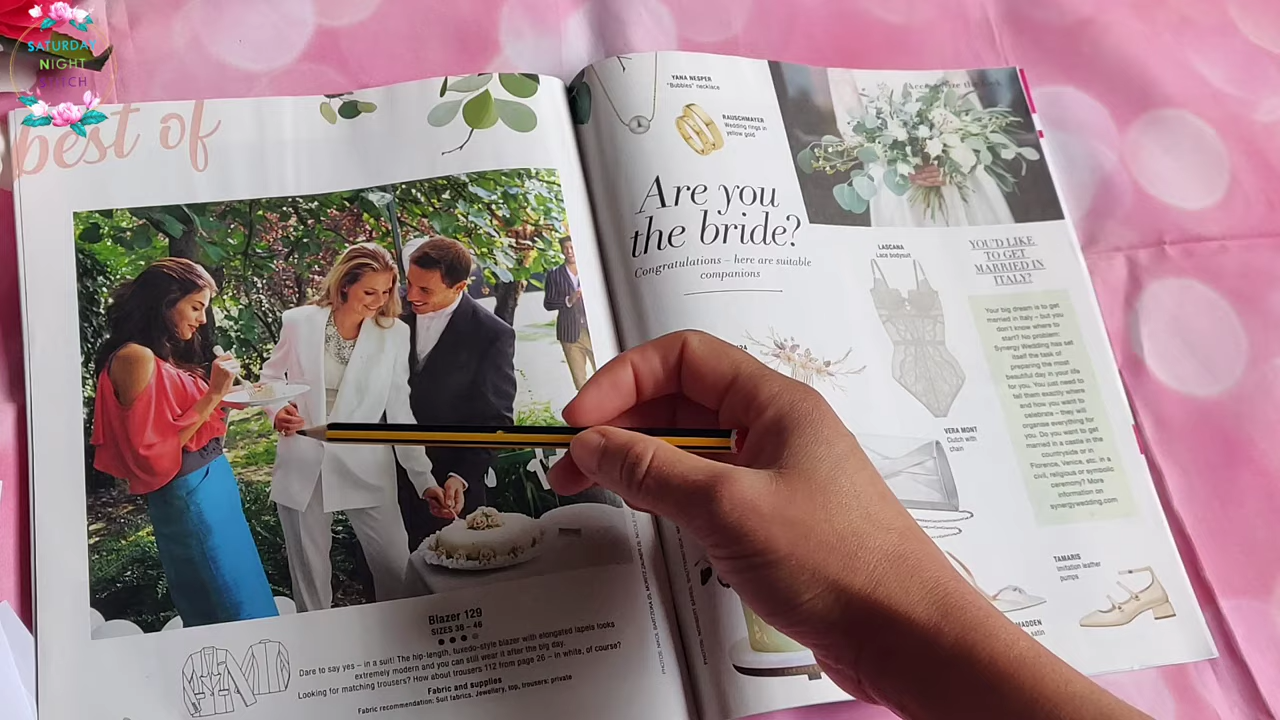 SATURDAY
NIGHT
STITCH
best of
Blazer 129
SIZES 38 – 46
Dare to say yes – in a suit! The hip-length, tuxedo-style blazer with elongated lapels looks
extremely modern and you can still wear it after the big day.
Looking for matching trousers? How about trousers 112 from page 26 – in white, of course?
Fabric and supplies
Fabric recommendation: Suit fabrics. Jewellery, top, trousers: private
YANA NESPER
"Bubbles" necklace
RAUSCHMAYER
Wedding rings in
yellow gold
Are you
the bride?
Congratulations – here are suitable
companions
LASCANA
Lace bodysuit
VERA MONT
Clutch with
chain
TAMARIS
Imitation leather
pumps
MADDEN
satin
YOU'D LIKE
TO GET
MARRIED IN
ITALY?
Your big dream is to get
married in Italy – but you
don't know where to
start? No problem:
Synergy Wedding has set
itself the task of
preparing the most
beautiful day in your life
for you. You just need to
tell them exactly where
and how you want to
celebrate – they will
organise everything for
you. Do you want to get
married in a castle in the
countryside or in
Florence, Venice, etc. in a
civil, religious or symbolic
ceremony? More
information on
synergywedding.com